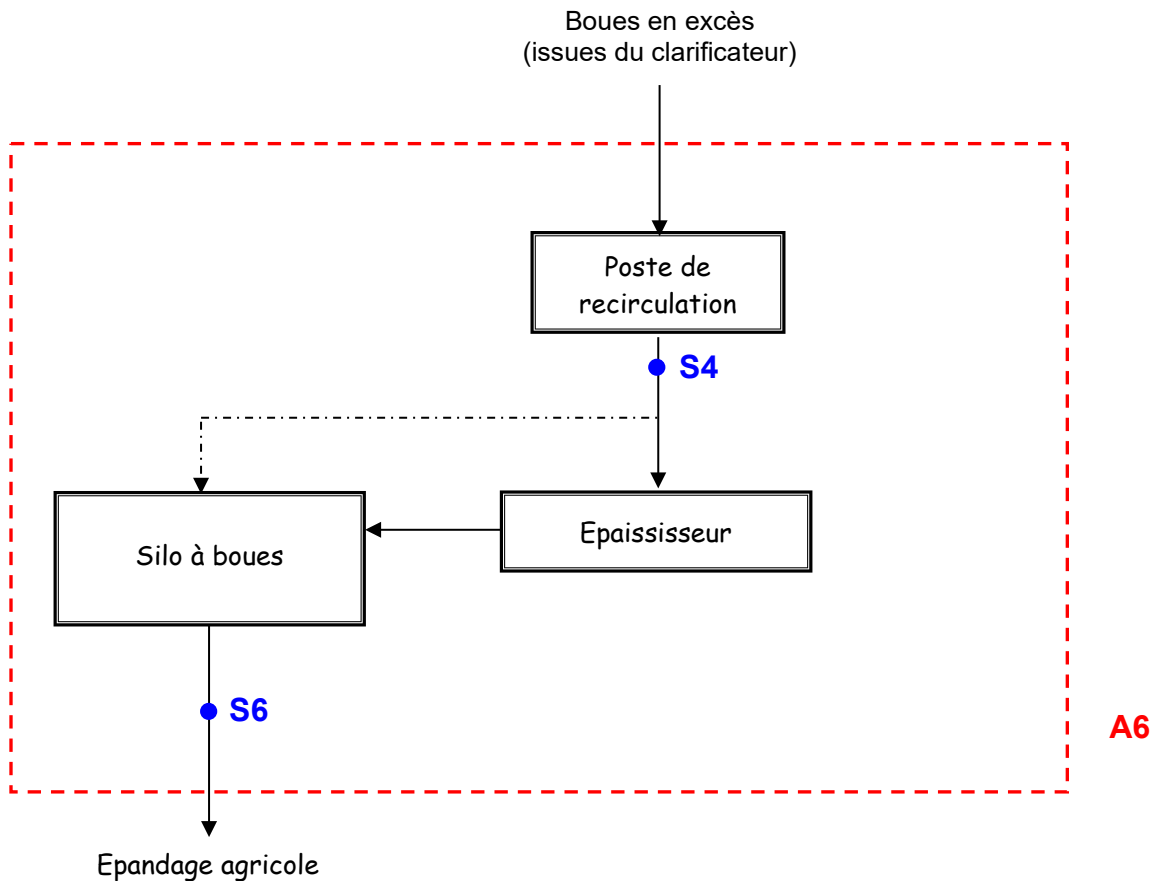 Boues en excès
(issues du clarificateur)
Poste de
recirculation
S4
Silo à boues
Epaississeur
S6
A6
Epandage agricole